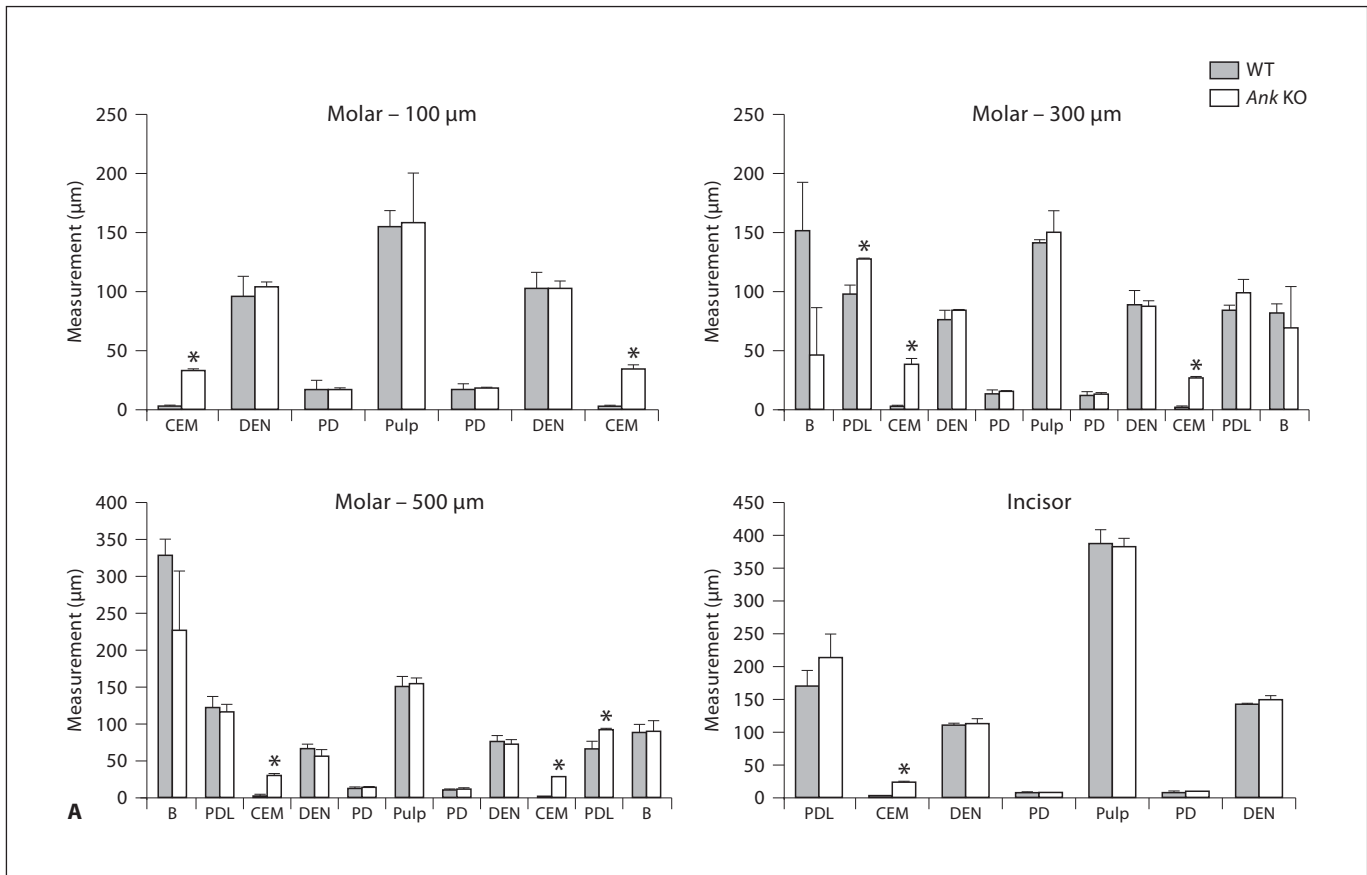 WT
Ank KO
Molar – 100 µm
Measurement (µm)
250
200
150
100
50
0
CEM DEN PD Pulp PD DEN CEM
*
*
Molar – 300 µm
Measurement (µm)
250
200
150
100
50
0
B PDL CEM DEN PD Pulp PD DEN CEM PDL B
*
*
*
Molar – 500 µm
Measurement (µm)
400
350
300
250
200
150
100
50
0
B PDL CEM DEN PD Pulp PD DEN CEM PDL B
*
*
*
A
Incisor
Measurement (µm)
450
400
350
300
250
200
150
100
50
0
PDL CEM DEN PD Pulp PD DEN
*